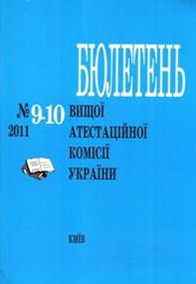 БЮЛЕТЕНЬ
№ 9-10
2011
ВИЩОЇ
АТЕСТАЦІЙНОЇ
КОМІСІЇ
УКРАЇНИ
КИЇВ